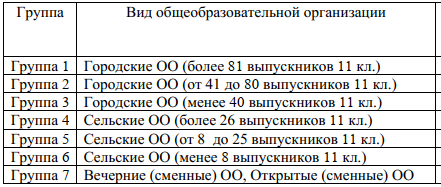 Группа Вид общеобразовательной организации
Группа 1 Городские ОО (более 81 выпускников 11 кл.)
Группа 2 Городские ОО (от 41 до 80 выпускников 11 кл.)
Группа 3 Городские ОО (менее 40 выпускников 11 кл.)
Группа 4 Сельские ОО (более 26 выпускников 11 кл.)
Группа 5 Сельские ОО (от 8 до 25 выпускников 11 кл.)
Группа 6 Сельские ОО (менее 8 выпускников 11 кл.)
Группа 7 Вечерние (сменные) ОО, Открытые (сменные) ОО